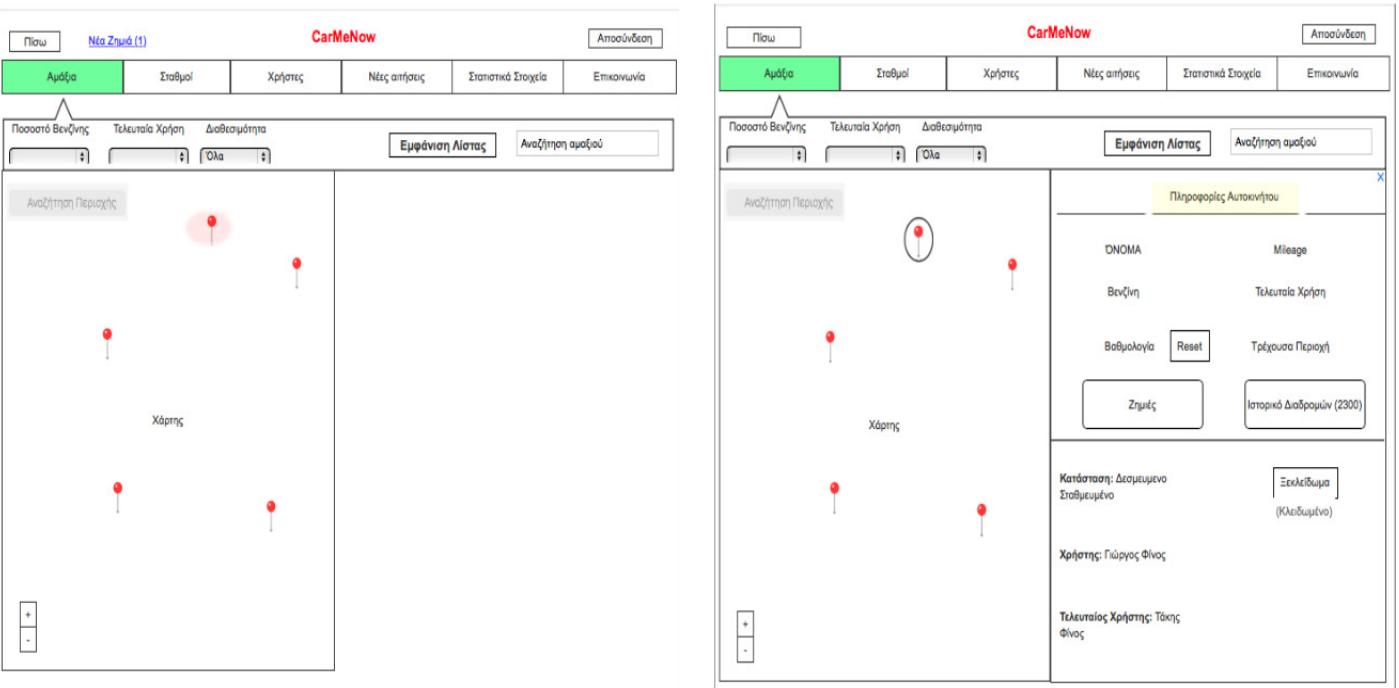 Πίσω Νέα Ζημιά (1) CarMeNow Αποσύνδεση
Αμάξια Σταθμοί Χρήστες Νέες αιτήσεις Στατιστικά Στοιχεία Επικοινωνία
Ποσοστό Βενζίνης Τελευταία Χρήση Διαθεσιμότητα
Όλα Εμφάνιση Λίστας Αναζήτηση αμαξιού
Αναζήτηση Περιοχής
Χάρτης
+
-
Πίσω CarMeNow Αποσύνδεση
Αμάξια Σταθμοί Χρήστες Νέες αιτήσεις Στατιστικά Στοιχεία Επικοινωνία
Ποσοστό Βενζίνης Τελευταία Χρήση Διαθεσιμότητα
Όλα Εμφάνιση Λίστας Αναζήτηση αμαξιού
Αναζήτηση Περιοχής
Χάρτης
+
-
X
Πληροφορίες Αυτοκινήτου
ΌΝΟΜΑ Mileage
Βενζίνη Τελευταία Χρήση
Βαθμολογία Reset Τρέχουσα Περιοχή
Ζημιές Ιστορικό Διαδρομών (2300)
Κατάσταση: Δεσμευμενο Ξεκλείδωμα
Σταθμευμένο
(Κλειδωμένο)
Χρήστης: Γιώργος Φίνος
Τελευταίος Χρήστης: Τάκης
Φίνος